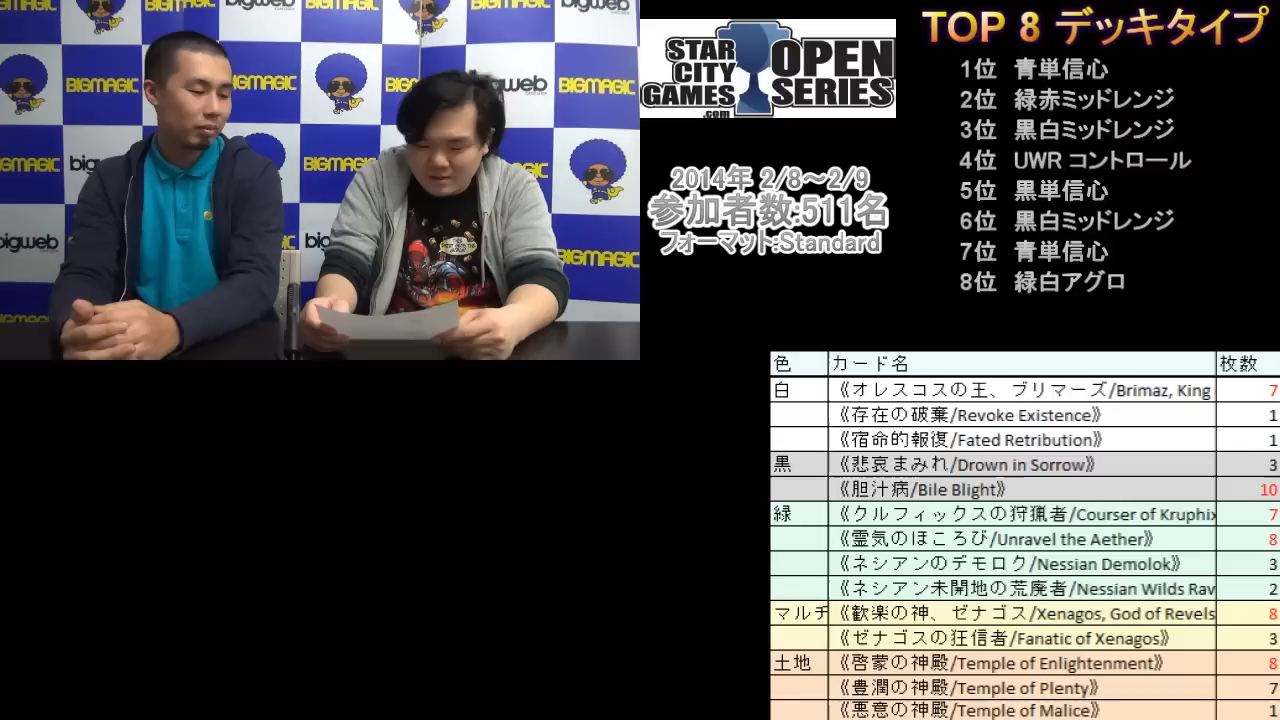 bigweb
BIGMAGIC
BIGMAGIC
bigweb
BIGMAGIC
BIGMAGIC
BIGMAGIC
bigweb
BIGMAGIC
BIGMAGIC
BIGMAGIC
bigweb
BIGMAGIC
BIGMAGIC
STAR
CITY
GAMES
.com
OPEN
SERIES
2014年 2/8～2/9
参加者数:511名
フォーマット:Standard
TOP 8 デッキタイプ
1位 青単信心
2位 緑赤ミッドレンジ
3位 黒白ミッドレンジ
4位 UWR コントロール
5位 黒単信心
6位 黒白ミッドレンジ
7位 青単信心
8位 緑白アグロ
色 カード名 枚数
白 《オレスコスの王、ブリマーズ/Brimaz, King 7
《存在の破棄/Revoke Existence》 1
《宿命的報復/Fated Retribution》 1
黒 《悲哀まみれ/Drown in Sorrow》 3
《胆汁病/Bile Blight》 10
緑 《クルフィックスの狩猟者/Courser of Kruphix 7
《霊気のほころび/Unravel the Aether》 8
《ネシアンのデモロク/Nessian Demolok》 3
《ネシアン未開地の荒廃者/Nessian Wilds Rav 2
マルチ 《歓楽の神、ゼナゴス/Xenagos, God of Revels 8
《ゼナゴスの狂信者/Fanatic of Xenagos》 3
土地 《啓蒙の神殿/Temple of Enlightenment》 8
《豊潤の神殿/Temple of Plenty》 7
《悪意の神殿/Temple of Malice》 1